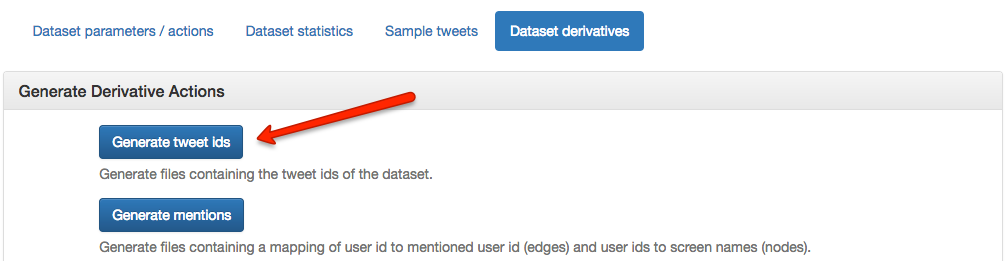 Dataset parameters / actions Dataset statistics Sample tweets Dataset derivatives
Generate Derivative Actions
Generate tweet ids
Generate files containing the tweet ids of the dataset.
Generate mentions
Generate files containing a mapping of user id to mentioned user id (edges) and user ids to screen names (nodes).